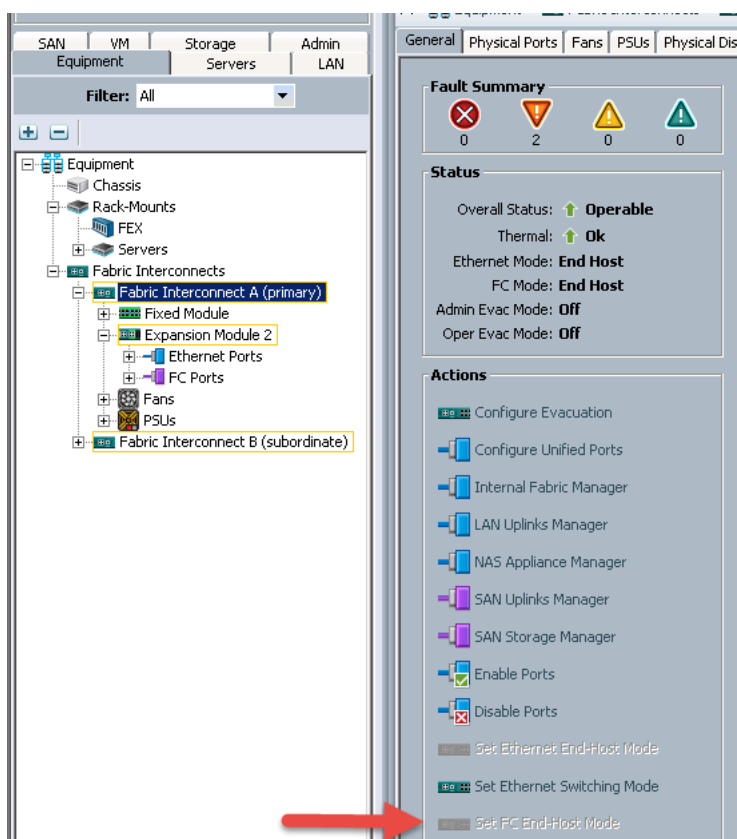 SAN VM Storage Admin
Equipment Servers LAN
Filter: All
Equipment
Chassis
Rack-Mounts
FEX
Servers
Fabric Interconnects
Fabric Interconnect A (primary)
Fixed Module
Expansion Module 2
Ethernet Ports
FC Ports
Fans
PSUs
Fabric Interconnect B (subordinate)
General Physical Ports Fans PSUs Physical Dis
Fault Summary
0 2 0 0
Status
Overall Status: Operable
Thermal: Ok
Ethernet Mode: End Host
FC Mode: End Host
Admin Evac Mode: Off
Oper Evac Mode: Off
Actions
Configure Evacuation
Configure Unified Ports
Internal Fabric Manager
LAN Uplinks Manager
NAS Appliance Manager
SAN Uplinks Manager
SAN Storage Manager
Enable Ports
Disable Ports
Set Ethernet End-Host Mode
Set Ethernet Switching Mode
Set FC End-Host Mode